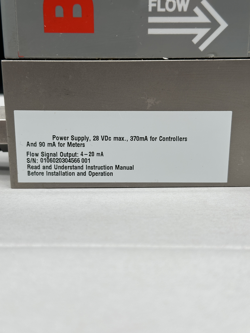 B
FLOW
Power Supply, 28 VDc max., 370mA for Controllers
And 90 mA for Meters
Flow Signal Output: 4-20 mA
S/N: 0106020304566 001
Read and Understand Instruction Manual
Before Installation and Operation